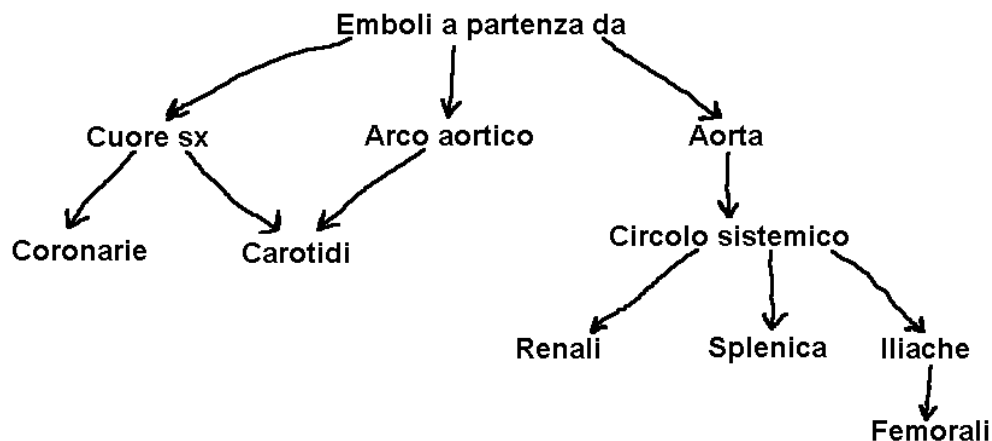 Emboli a partenza da
Cuore sx
Arco aortico
Aorta
Coronarie
Carotidi
Circolo sistemico
Renali
Splenica
Iliache
Femorali